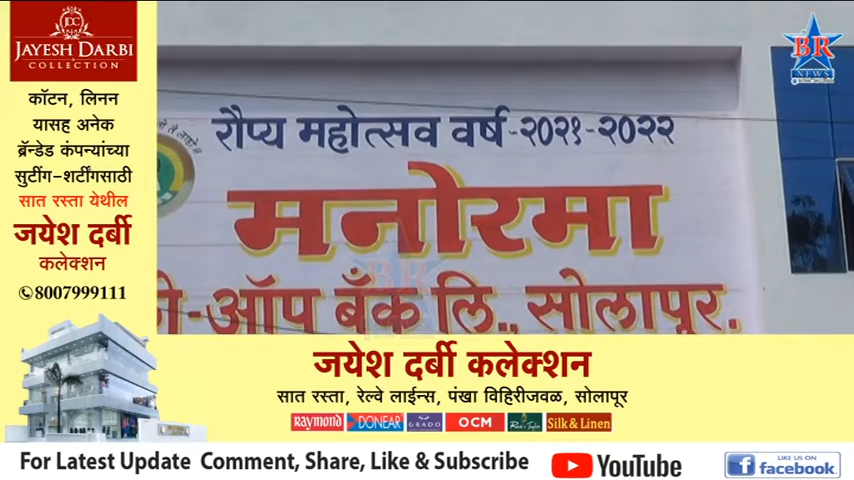 JAYESH DARBI
COLLECTION
कॉटन, लिनन
यासह अनेक
ब्रॅन्डेड कंपन्यांच्या
सुटींग-शर्टींगसाठी
सात रस्ता येथील
जयेश दर्बी
कलेक्शन
8007999111
BR
NEWS
रौप्य महोत्सव वर्ष-२०२१-२०२२
मनोरमा
को-ऑप बँक लि., सोलापुर.
जयेश दर्बी कलेक्शन
सात रस्ता, रेल्वे लाईन्स, पंखा विहिरीजवळ, सोलापूर
Raymond DONEAR GRADO OCM Reid & Taylor Silk & Linen
For Latest Update Comment, Share, Like & Subscribe
YouTube
LIKE US ON
facebook